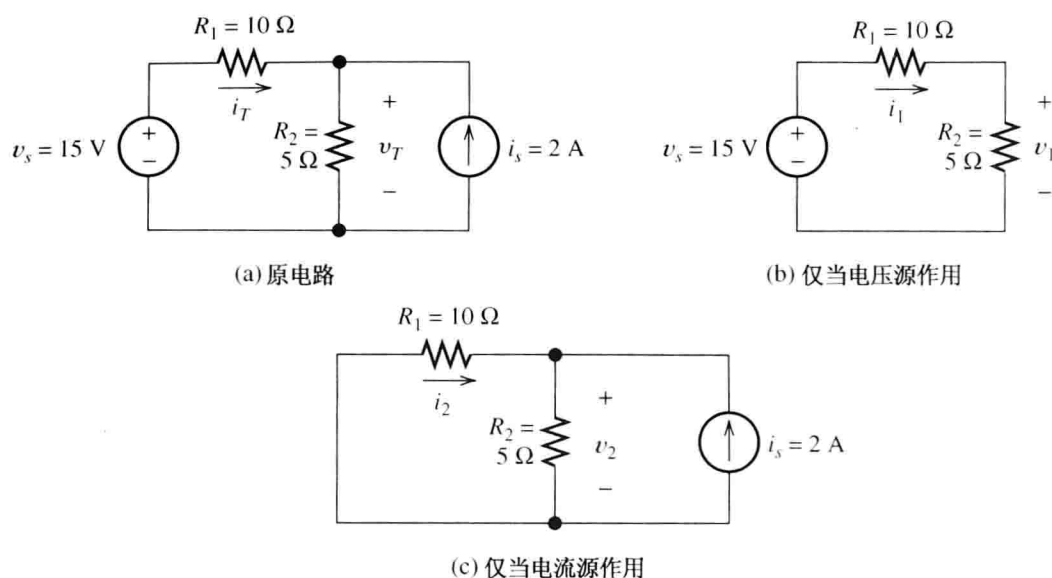 R₁ = 10 Ω
i_T
v_s = 15 V
+
−
R₂ =
5 Ω
+
v_T
−
i_s = 2 A
(a) 原电路
R₁ = 10 Ω
i₁
v_s = 15 V
+
−
R₂ =
5 Ω
+
v₁
−
(b) 仅当电压源作用
R₁ = 10 Ω
i₂
R₂ =
5 Ω
+
v₂
−
i_s = 2 A
(c) 仅当电流源作用